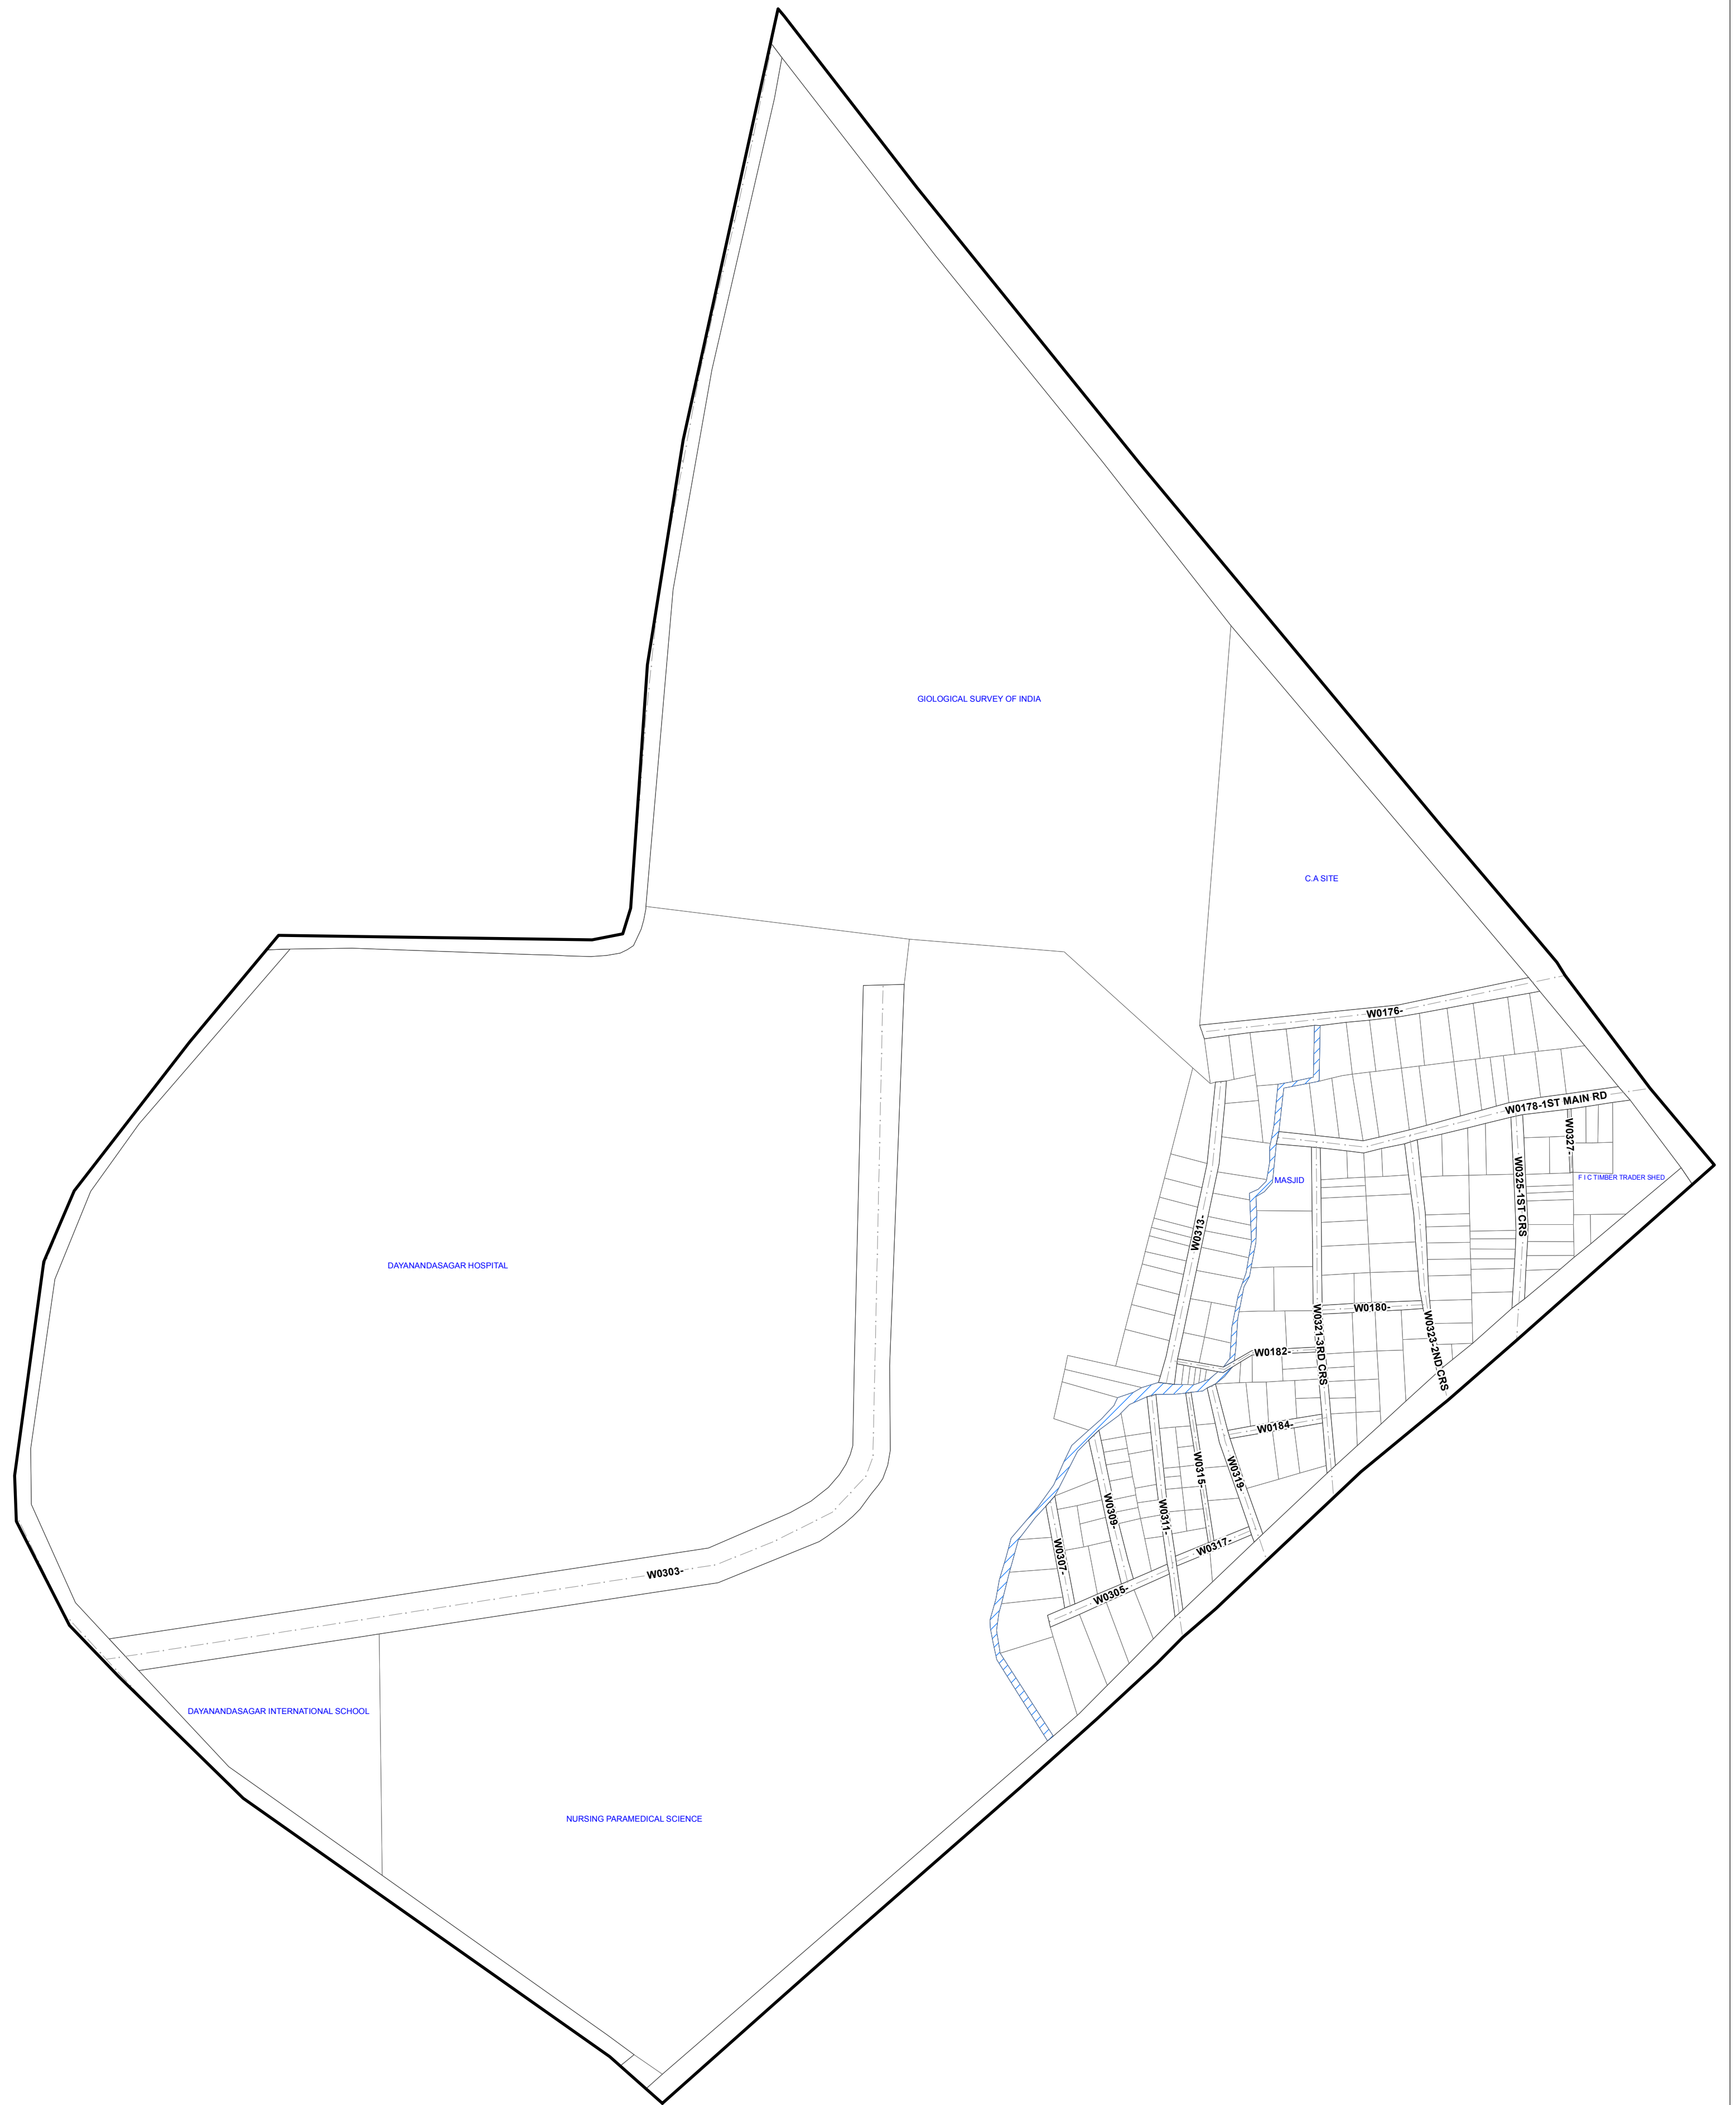 GIOLOGICAL SURVEY OF INDIA
C.A SITE
W0176-
W0178-1ST MAIN RD
W0327-
F I C TIMBER TRADER SHED
W0325-1ST CRS
MASJID
W0313-
DAYANANDASAGAR HOSPITAL
W0180-
W0321-3RD CRS
W0323-2ND CRS
W0182-
W0184-
W0315-
W0319-
W0309-
W0311-
W0317-
W0307-
W0303-
W0305-
DAYANANDASAGAR INTERNATIONAL SCHOOL
NURSING PARAMEDICAL SCIENCE